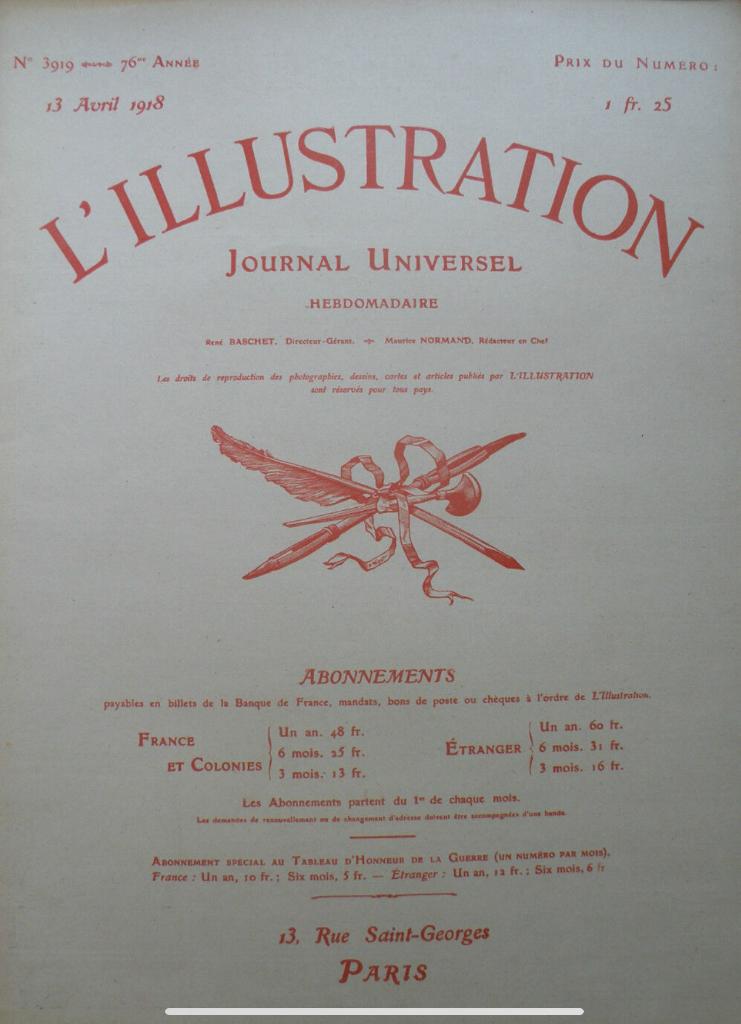 N° 3919 76me ANNÉE
PRIX DU NUMERO:
13 Avril 1918
1 fr. 25
L'ILLUSTRATION
JOURNAL UNIVERSEL
HEBDOMADAIRE
René BASCHET, Directeur-Gérant. Maurice NORMAND, Rédacteur en Chef
Les droits de reproduction des photographies, dessins, cartes et articles publiés par L'ILLUSTRATION
sont réservés pour tous pays.
ABONNEMENTS
payables en billets de la Banque de France, mandats, bons de poste ou chèques à l'ordre de L'Illustration.
FRANCE
ET COLONIES
Un an. 48 fr.
6 mois. 25 fr.
3 mois. 13 fr.
ÉTRANGER
Un an. 60 fr.
6 mois. 31 fr.
3 mois. 16 fr.
Les Abonnements partent du 1er de chaque mois.
Les demandes de renouvellement ou de changement d'adresse doivent être accompagnées d'une bande.
ABONNEMENT SPÉCIAL AU TABLEAU D'HONNEUR DE LA GUERRE (UN NUMÉRO PAR MOIS).
France : Un an, 10 fr.; Six mois, 5 fr. — Étranger : Un an, 12 fr.; Six mois, 6 fr
13, Rue Saint-Georges
PARIS